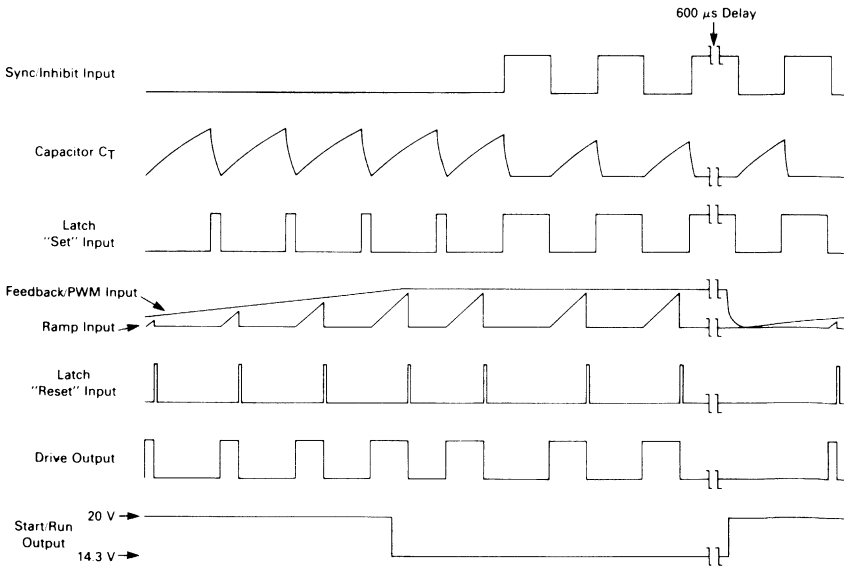 600 μs Delay
Sync/Inhibit Input
Capacitor CT
Latch
"Set" Input
Feedback/PWM Input
Ramp Input
Latch
"Reset" Input
Drive Output
20 V
Start/Run
Output
14.3 V